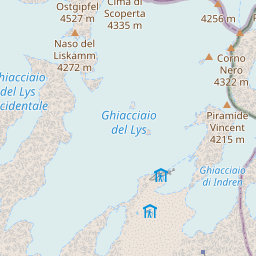 Ostgipfel
4527 m
Cima di
Scoperta
4335 m
4256 m
Naso del
Liskamm
4272 m
Corno
Nero
4322 m
Ghiacciaio
del Lys
cidentale
Ghiacciaio
del Lys
Piramide
Vincent
4215 m
Ghiacciaio
di Indren